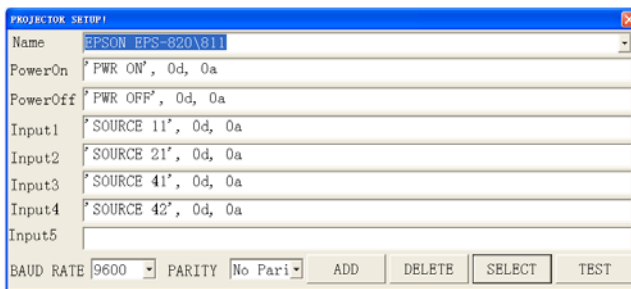 PROJECTOR SETUP!
Name EPSON EPS-820\811
PowerOn 'PWR ON', 0d, 0a
PowerOff 'PWR OFF', 0d, 0a
Input1 'SOURCE 11', 0d, 0a
Input2 'SOURCE 21', 0d, 0a
Input3 'SOURCE 41', 0d, 0a
Input4 'SOURCE 42', 0d, 0a
Input5
BAUD RATE 9600 PARITY No Pari ADD DELETE SELECT TEST